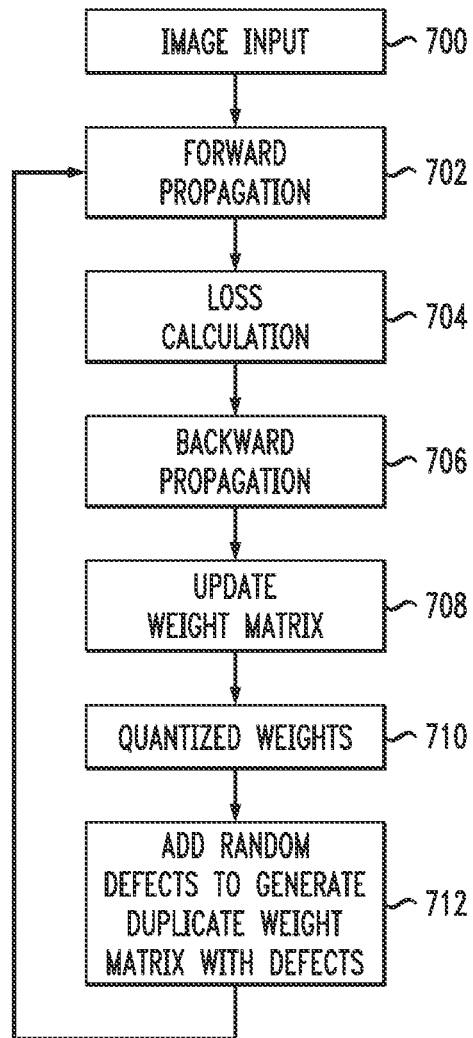 IMAGE INPUT
700
FORWARD
PROPAGATION
702
LOSS
CALCULATION
704
BACKWARD
PROPAGATION
706
UPDATE
WEIGHT MATRIX
708
QUANTIZED WEIGHTS
710
ADD RANDOM
DEFECTS TO GENERATE
DUPLICATE WEIGHT
MATRIX WITH DEFECTS
712